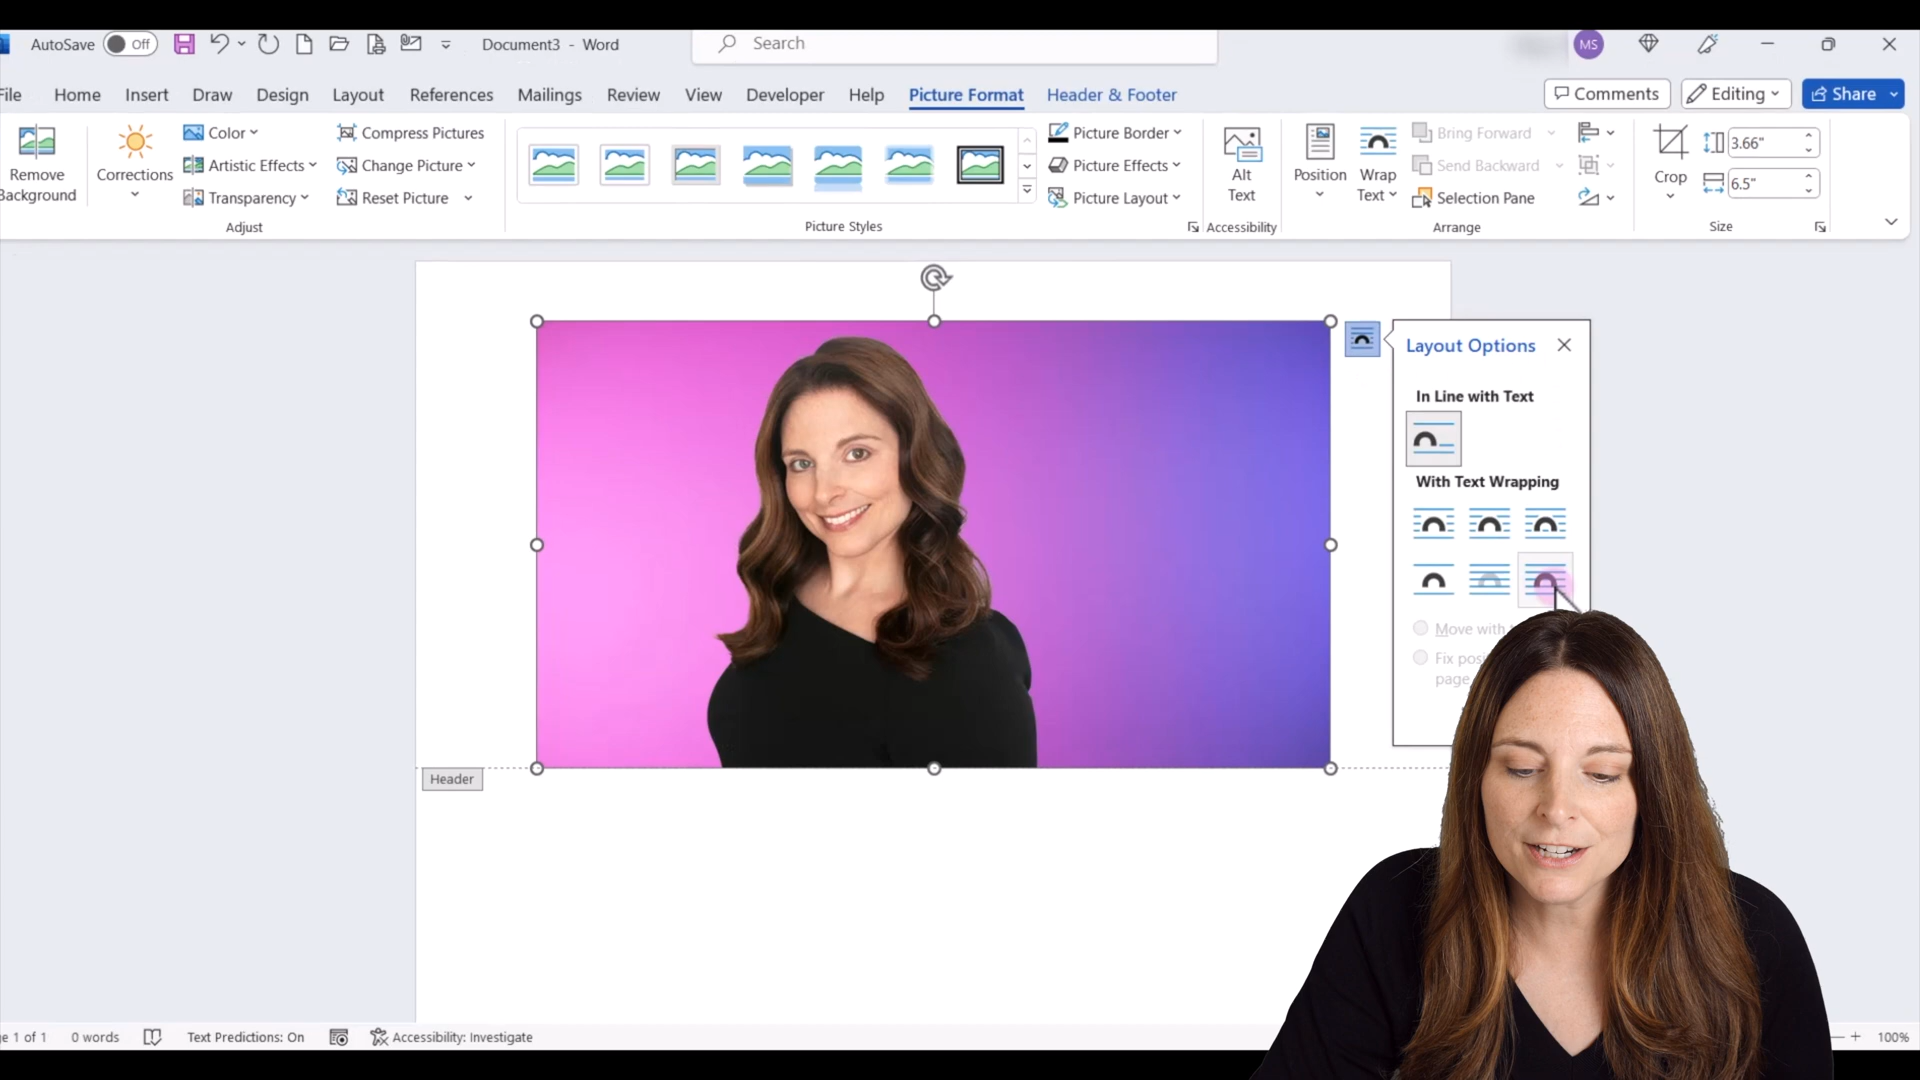 AutoSave Off Document3 - Word Search MS
File Home Insert Draw Design Layout References Mailings Review View Developer Help Picture Format Header & Footer Comments Editing Share
Remove Background
Corrections
Color
Artistic Effects
Transparency
Compress Pictures
Change Picture
Reset Picture
Adjust
Picture Styles
Picture Border
Picture Effects
Picture Layout
Alt Text
Accessibility
Position
Wrap Text
Bring Forward
Send Backward
Selection Pane
Arrange
Crop
3.66"
6.5"
Size
Layout Options
In Line with Text
With Text Wrapping
Move with
Fix
page
Header
1 of 1 0 words Text Predictions: On Accessibility: Investigate 100%